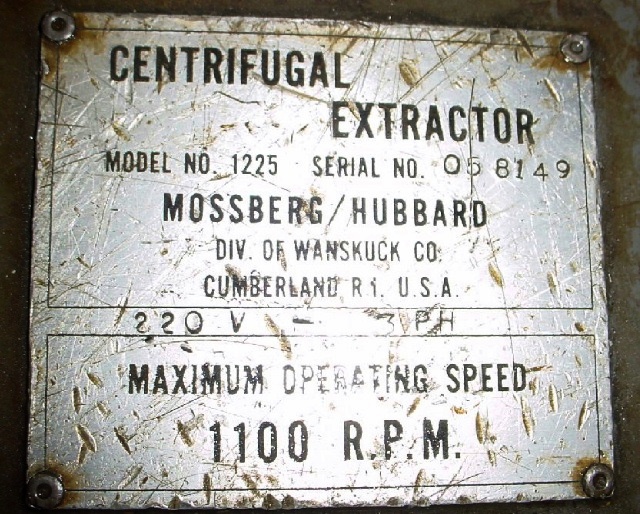 CENTRIFUGAL
EXTRACTOR
MODEL NO. 1225 SERIAL NO. Q58149
MOSSBERG/HUBBARD
DIV. OF WANSKUCK CO.
CUMBERLAND R.I. U.S.A.
220 V - 3 PH
MAXIMUM OPERATING SPEED
1100 R.P.M.